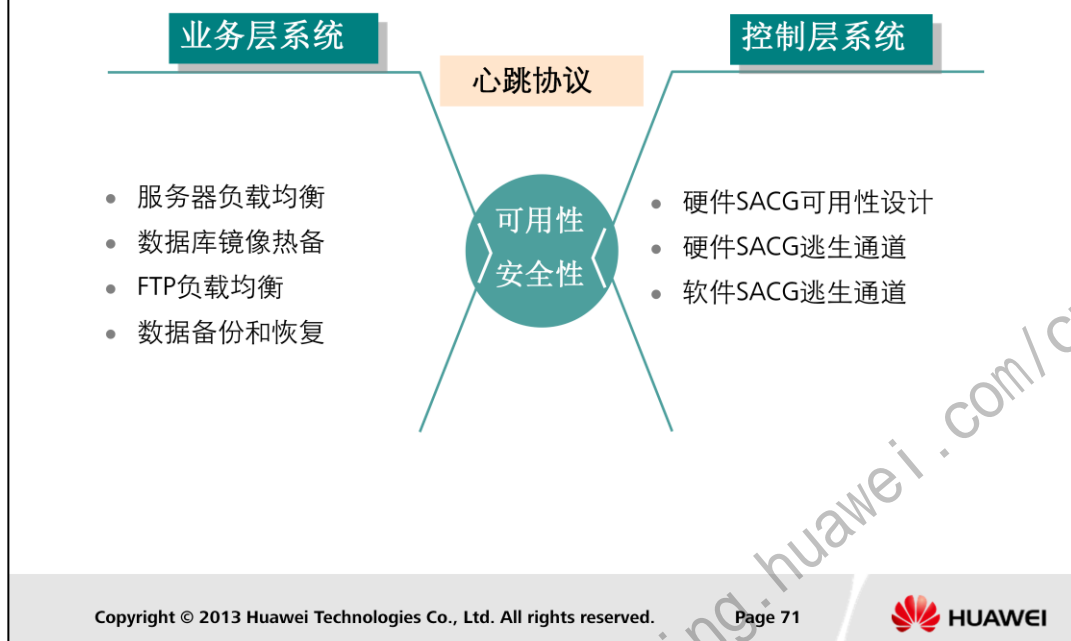 业务层系统
控制层系统
心跳协议
服务器负载均衡
数据库镜像热备
FTP负载均衡
数据备份和恢复
可用性
安全性
硬件SACG可用性设计
硬件SACG逃生通道
软件SACG逃生通道
ing.huawei.com/c
Copyright © 2013 Huawei Technologies Co., Ltd. All rights reserved.
Page 71
HUAWEI